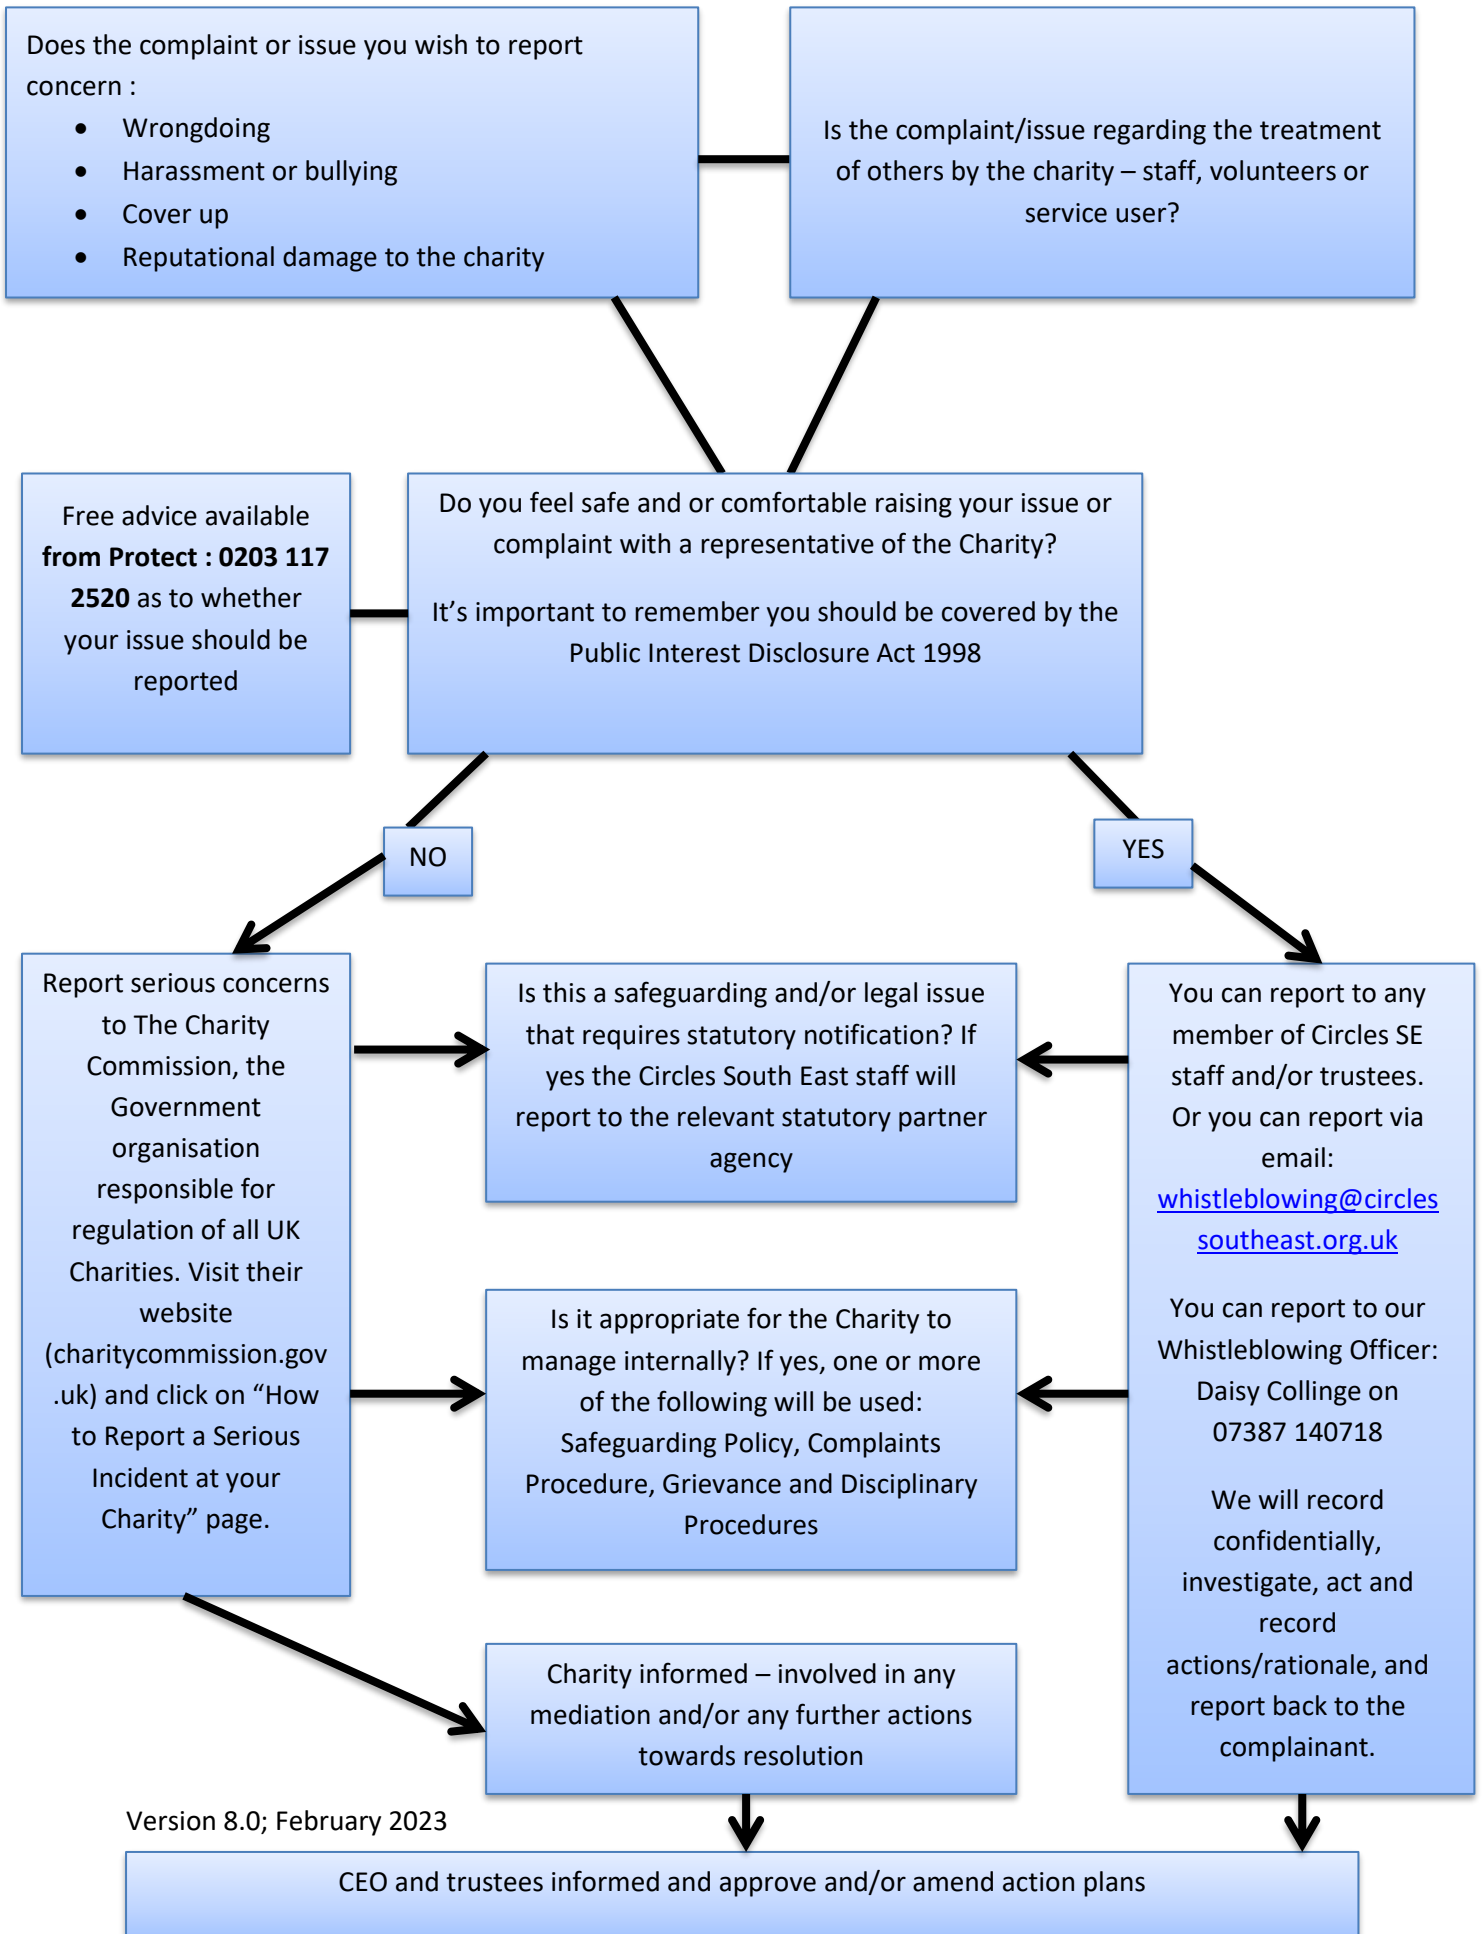 Does the complaint or issue you wish to report
concern :
• Wrongdoing
• Harassment or bullying
• Cover up
• Reputational damage to the charity
Is the complaint/issue regarding the treatment
of others by the charity – staff, volunteers or
service user?
Free advice available
from Protect : 0203 117
2520 as to whether
your issue should be
reported
Do you feel safe and or comfortable raising your issue or
complaint with a representative of the Charity?
It’s important to remember you should be covered by the
Public Interest Disclosure Act 1998
NO
YES
Report serious concerns
to The Charity
Commission, the
Government
organisation
responsible for
regulation of all UK
Charities. Visit their
website
(charitycommission.gov
.uk) and click on “How
to Report a Serious
Incident at your
Charity” page.
Is this a safeguarding and/or legal issue
that requires statutory notification? If
yes the Circles South East staff will
report to the relevant statutory partner
agency
Is it appropriate for the Charity to
manage internally? If yes, one or more
of the following will be used:
Safeguarding Policy, Complaints
Procedure, Grievance and Disciplinary
Procedures
You can report to any
member of Circles SE
staff and/or trustees.
Or you can report via
email:
whistleblowing@circles
southeast.org.uk
You can report to our
Whistleblowing Officer:
Daisy Collinge on
07387 140718
We will record
confidentially,
investigate, act and
record
actions/rationale, and
report back to the
complainant.
Charity informed – involved in any
mediation and/or any further actions
towards resolution
Version 8.0; February 2023
CEO and trustees informed and approve and/or amend action plans